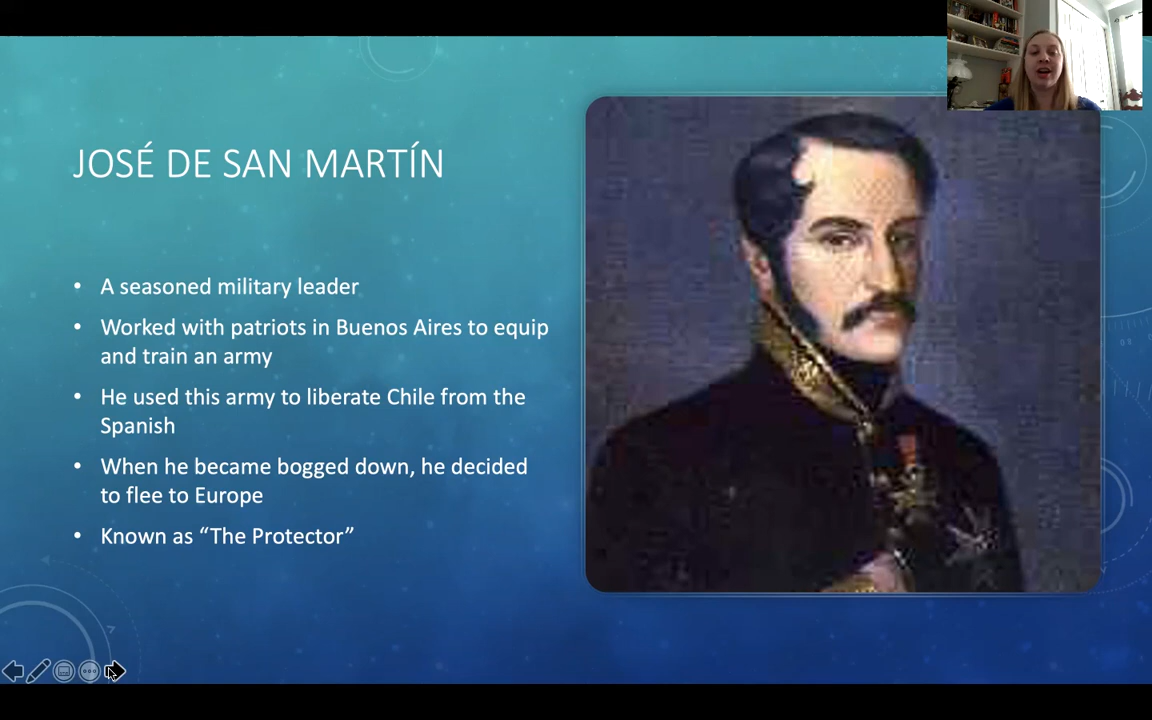 JOSÉ DE SAN MARTÍN
• A seasoned military leader
• Worked with patriots in Buenos Aires to equip
and train an army
• He used this army to liberate Chile from the
Spanish
• When he became bogged down, he decided
to flee to Europe
• Known as “The Protector”